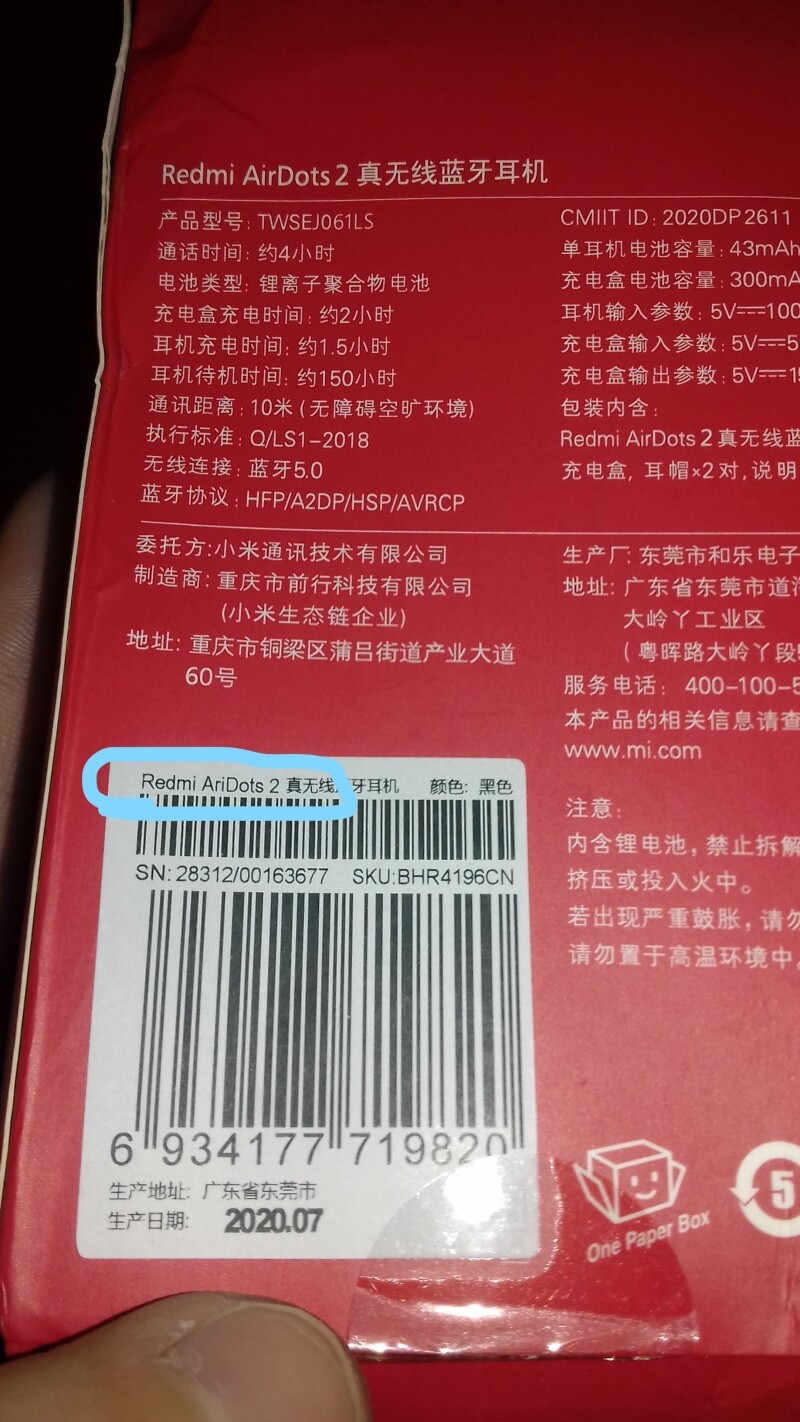 Redmi AirDots 2 真无线蓝牙耳机
产品型号: TWSEJ061LS
通话时间: 约4小时
电池类型: 锂离子聚合物电池
充电盒充电时间: 约2小时
耳机充电时间: 约1.5小时
耳机待机时间: 约150小时
通讯距离: 10米 (无障碍空旷环境)
执行标准: Q/LS1-2018
无线连接: 蓝牙5.0
蓝牙协议: HFP/A2DP/HSP/AVRCP
CMIIT ID: 2020DP2611
单耳机电池容量: 43mAh
充电盒电池容量: 300mA
耳机输入参数: 5V⎓100
充电盒输入参数: 5V⎓5
充电盒输出参数: 5V⎓15
包装内含:
Redmi AirDots 2 真无线蓝
充电盒, 耳帽×2对, 说明
委托方: 小米通讯技术有限公司
制造商: 重庆市前行科技有限公司
(小米生态链企业)
地址: 重庆市铜梁区蒲吕街道产业大道
60号
生产厂: 东莞市和乐电子
地址: 广东省东莞市道滘
大岭丫工业区
(粤晖路大岭丫段
服务电话: 400-100-5
本产品的相关信息请查
www.mi.com
注意:
内含锂电池, 禁止拆解
挤压或投入火中。
若出现严重鼓胀, 请勿
请勿置于高温环境中。
Redmi AriDots 2 真无线蓝牙耳机 颜色: 黑色
SN: 28312/00163677 SKU:BHR4196CN
6 934177 719820
生产地址: 广东省东莞市
生产日期: 2020.07
One Paper Box
5